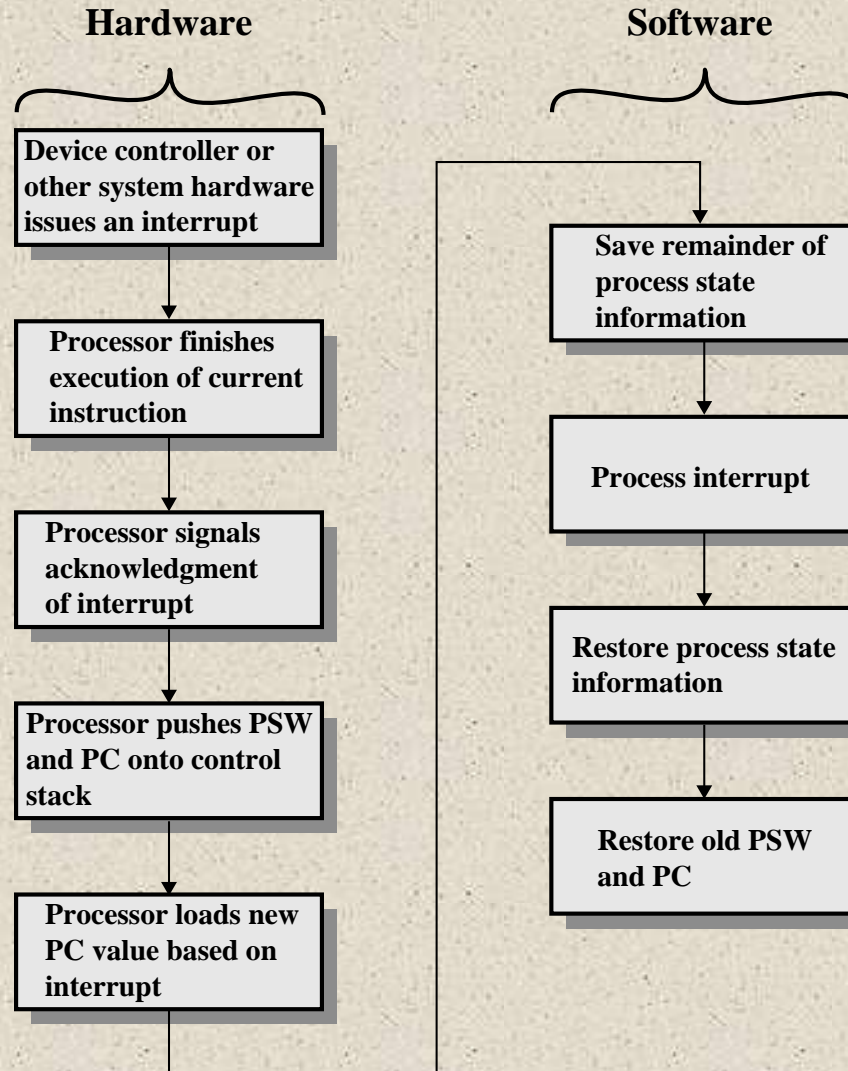 Hardware
Device controller or
other system hardware
issues an interrupt
Processor finishes
execution of current
instruction
Processor signals
acknowledgment
of interrupt
Processor pushes PSW
and PC onto control
stack
Processor loads new
PC value based on
interrupt
Software
Save remainder of
process state
information
Process interrupt
Restore process state
information
Restore old PSW
and PC